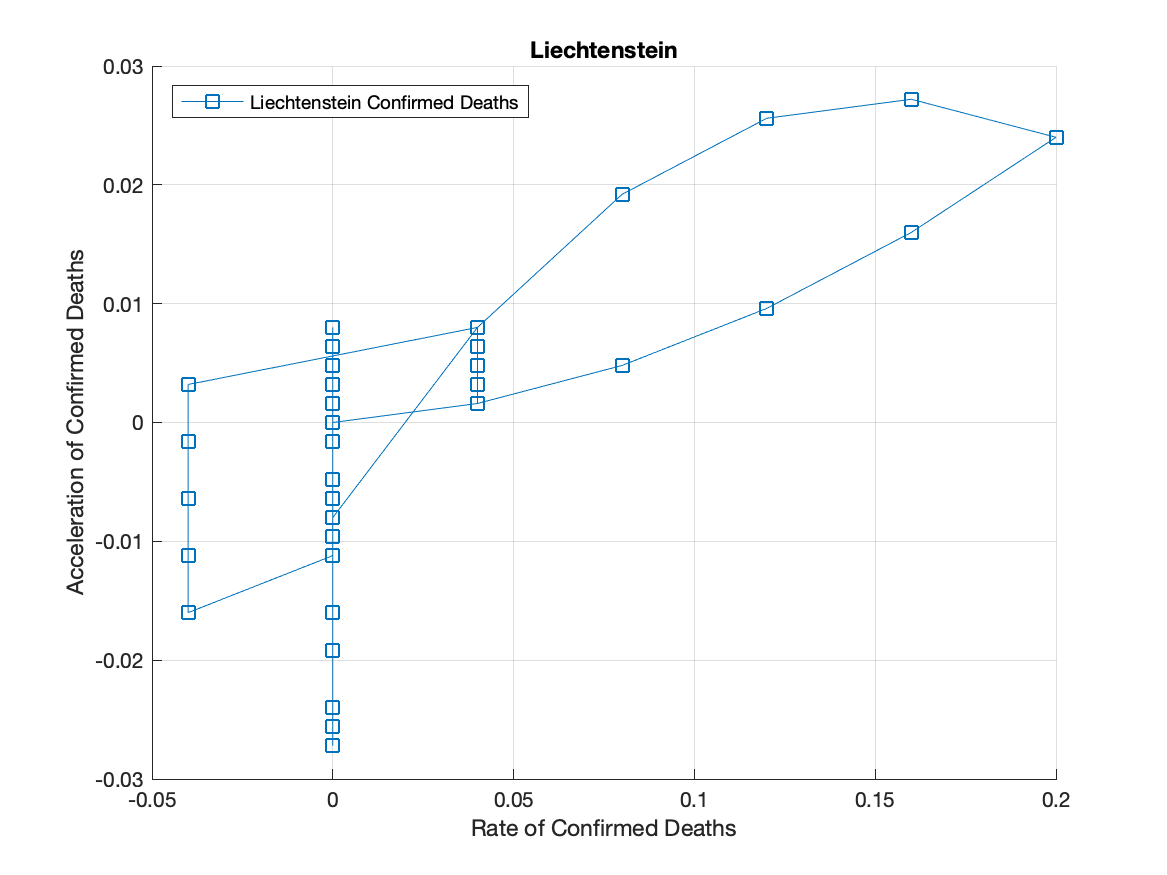 Liechtenstein
Liechtenstein Confirmed Deaths
0.03
0.02
0.01
0
-0.01
-0.02
-0.03
Acceleration of Confirmed Deaths
-0.05 0 0.05 0.1 0.15 0.2
Rate of Confirmed Deaths